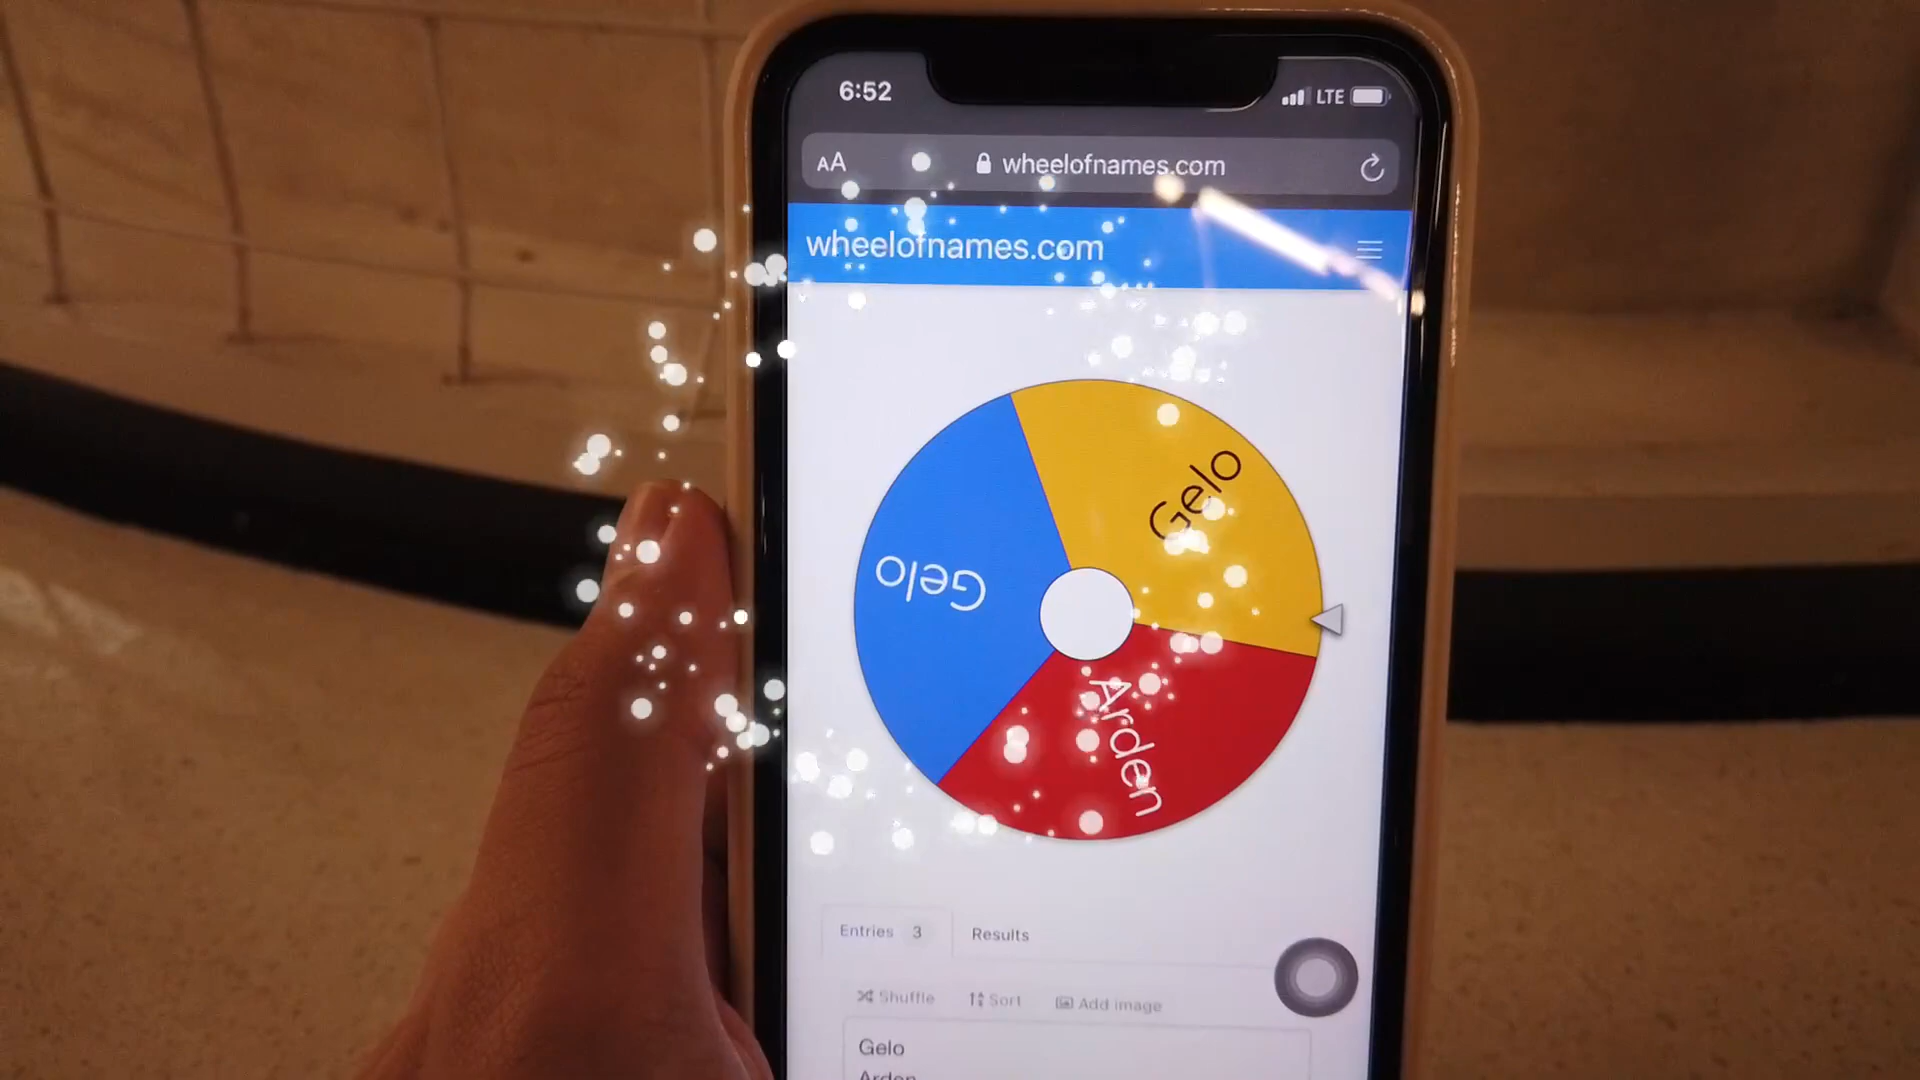 6:52
LTE
AA wheelofnames.com
wheelofnames.com
Gelo
Gelo
Arden
Entries 3 Results
Shuffle Sort Add image
Gelo
Arden